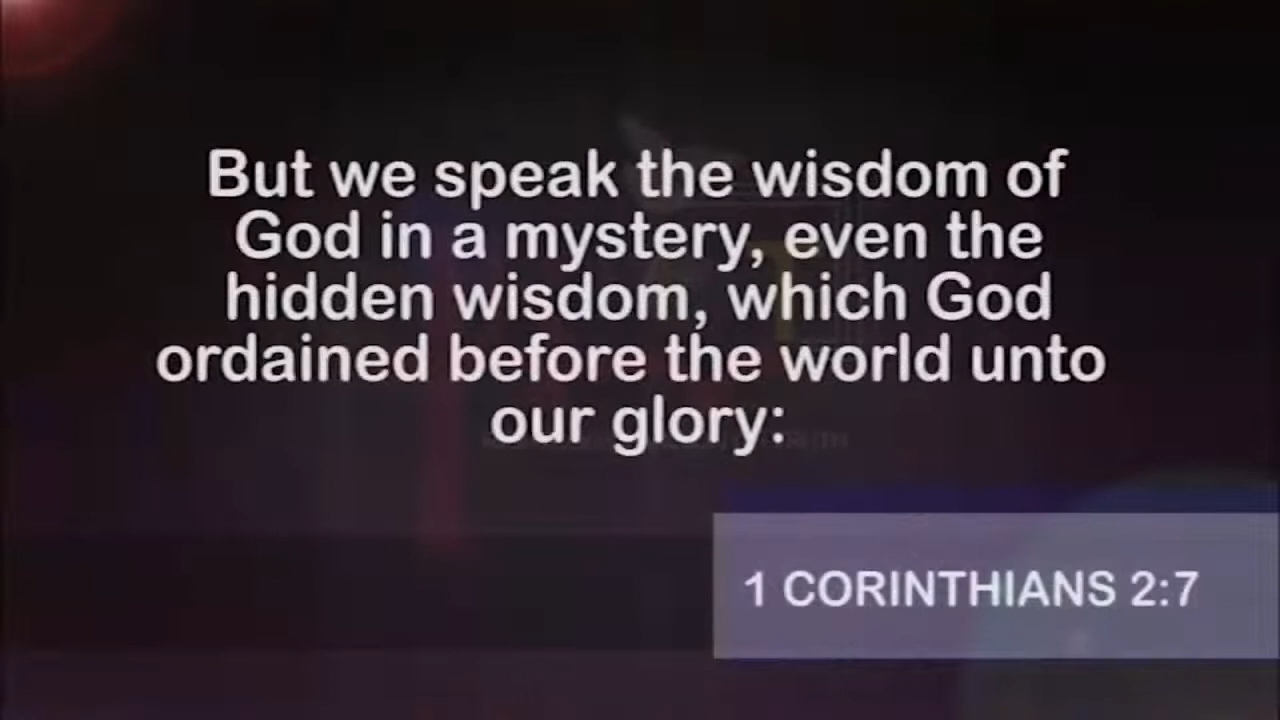 But we speak the wisdom of
God in a mystery, even the
hidden wisdom, which God
ordained before the world unto
our glory:
1 CORINTHIANS 2:7